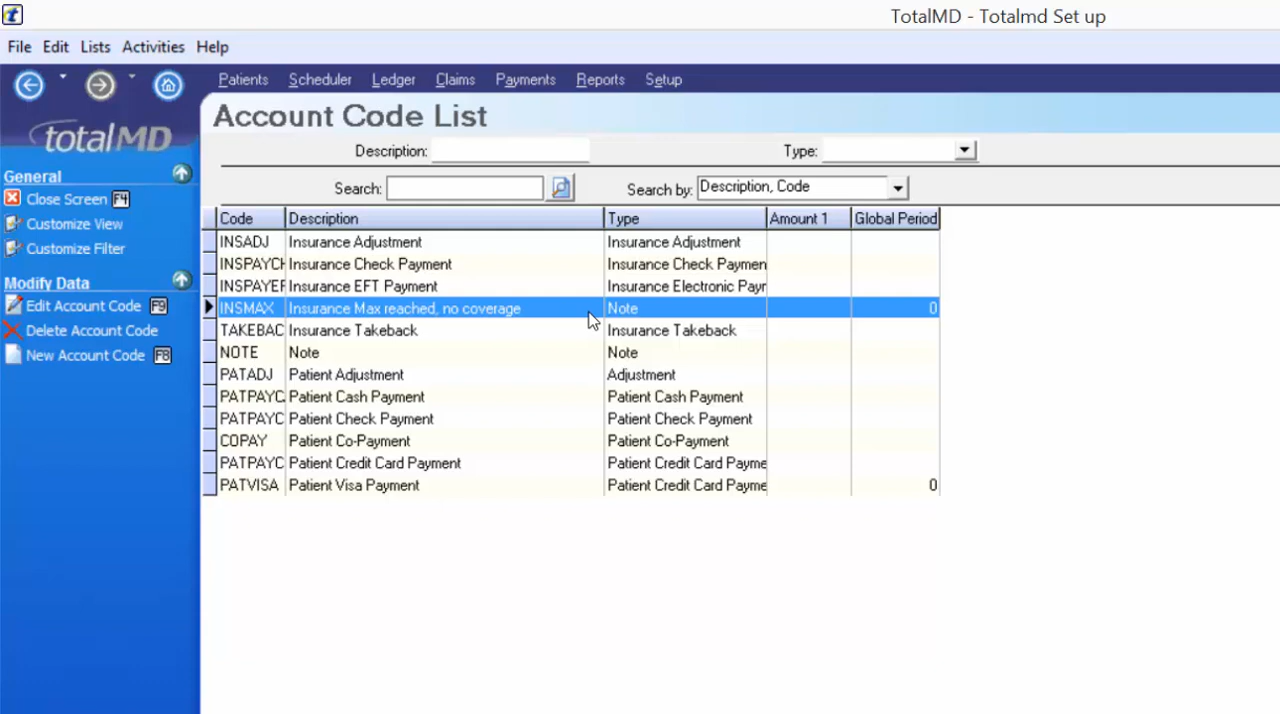 TotalMD - Totalmd Set up
File Edit Lists Activities Help
Patients Scheduler Ledger Claims Payments Reports Setup
totalMD
Account Code List
Description: Type:
Search: Search by: Description, Code
General
Close Screen F4
Customize View
Customize Filter
Modify Data
Edit Account Code F9
Delete Account Code
New Account Code F8
Code Description Type Amount 1 Global Period
INSADJ Insurance Adjustment Insurance Adjustment
INSPAYCH Insurance Check Payment Insurance Check Paymen
INSPAYEF Insurance EFT Payment Insurance Electronic Payr
INSMAX Insurance Max reached, no coverage Note 0
TAKEBAC Insurance Takeback Insurance Takeback
NOTE Note Note
PATADJ Patient Adjustment Adjustment
PATPAYC Patient Cash Payment Patient Cash Payment
PATPAYC Patient Check Payment Patient Check Payment
COPAY Patient Co-Payment Patient Co-Payment
PATPAYC Patient Credit Card Payment Patient Credit Card Payme
PATVISA Patient Visa Payment Patient Credit Card Payme 0